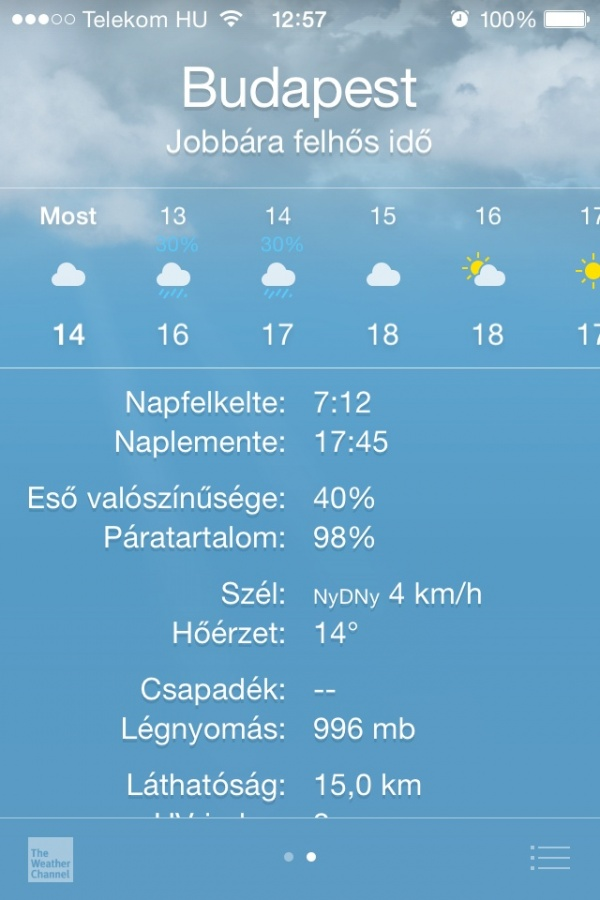 Telekom HU 12:57 100%
Budapest
Jobbára felhős idő
Most 13 14 15 16 17
30% 30%
14 16 17 18 18 17
Napfelkelte: 7:12
Naplemente: 17:45
Eső valószínűsége: 40%
Páratartalom: 98%
Szél: NyDNy 4 km/h
Hőérzet: 14°
Csapadék: --
Légnyomás: 996 mb
Láthatóság: 15,0 km
The
Weather
Channel